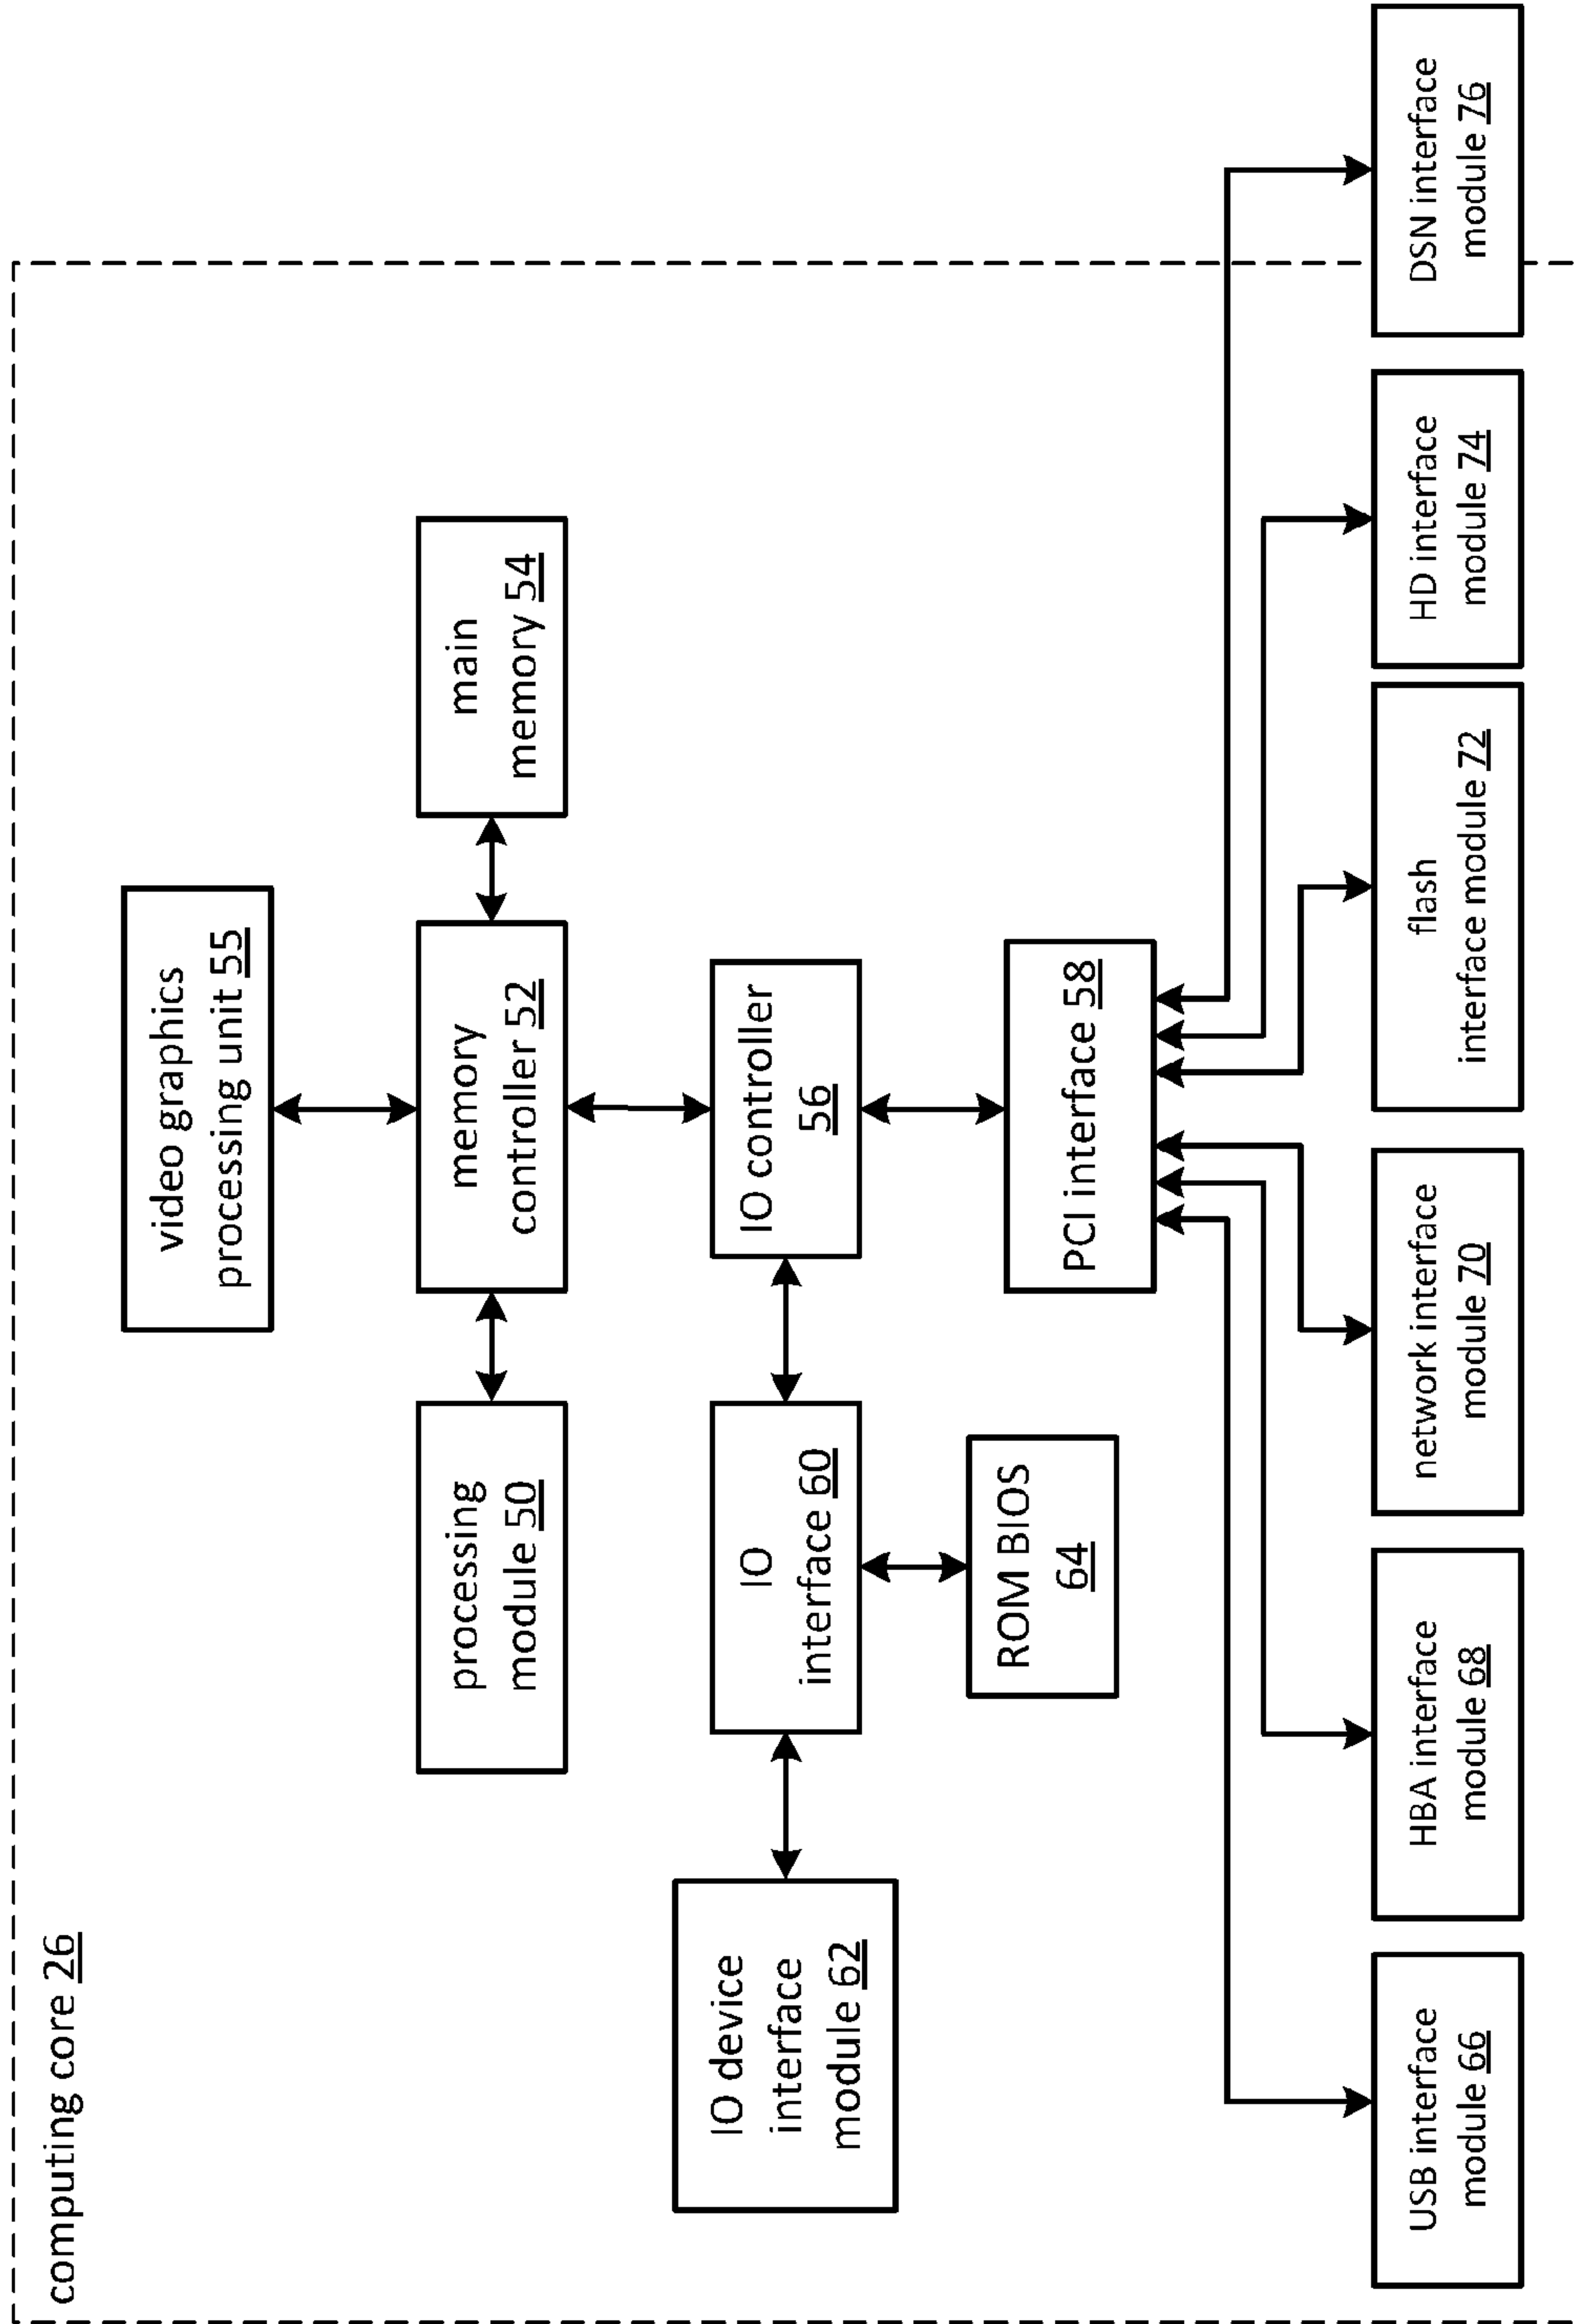 computing core 26
video graphics
processing unit 55
processing
module 50
memory
controller 52
main
memory 54
IO device
interface
module 62
IO
interface 60
IO controller
56
ROM BIOS
64
PCI interface 58
USB interface
module 66
HBA interface
module 68
network interface
module 70
flash
interface module 72
HD interface
module 74
DSN interface
module 76